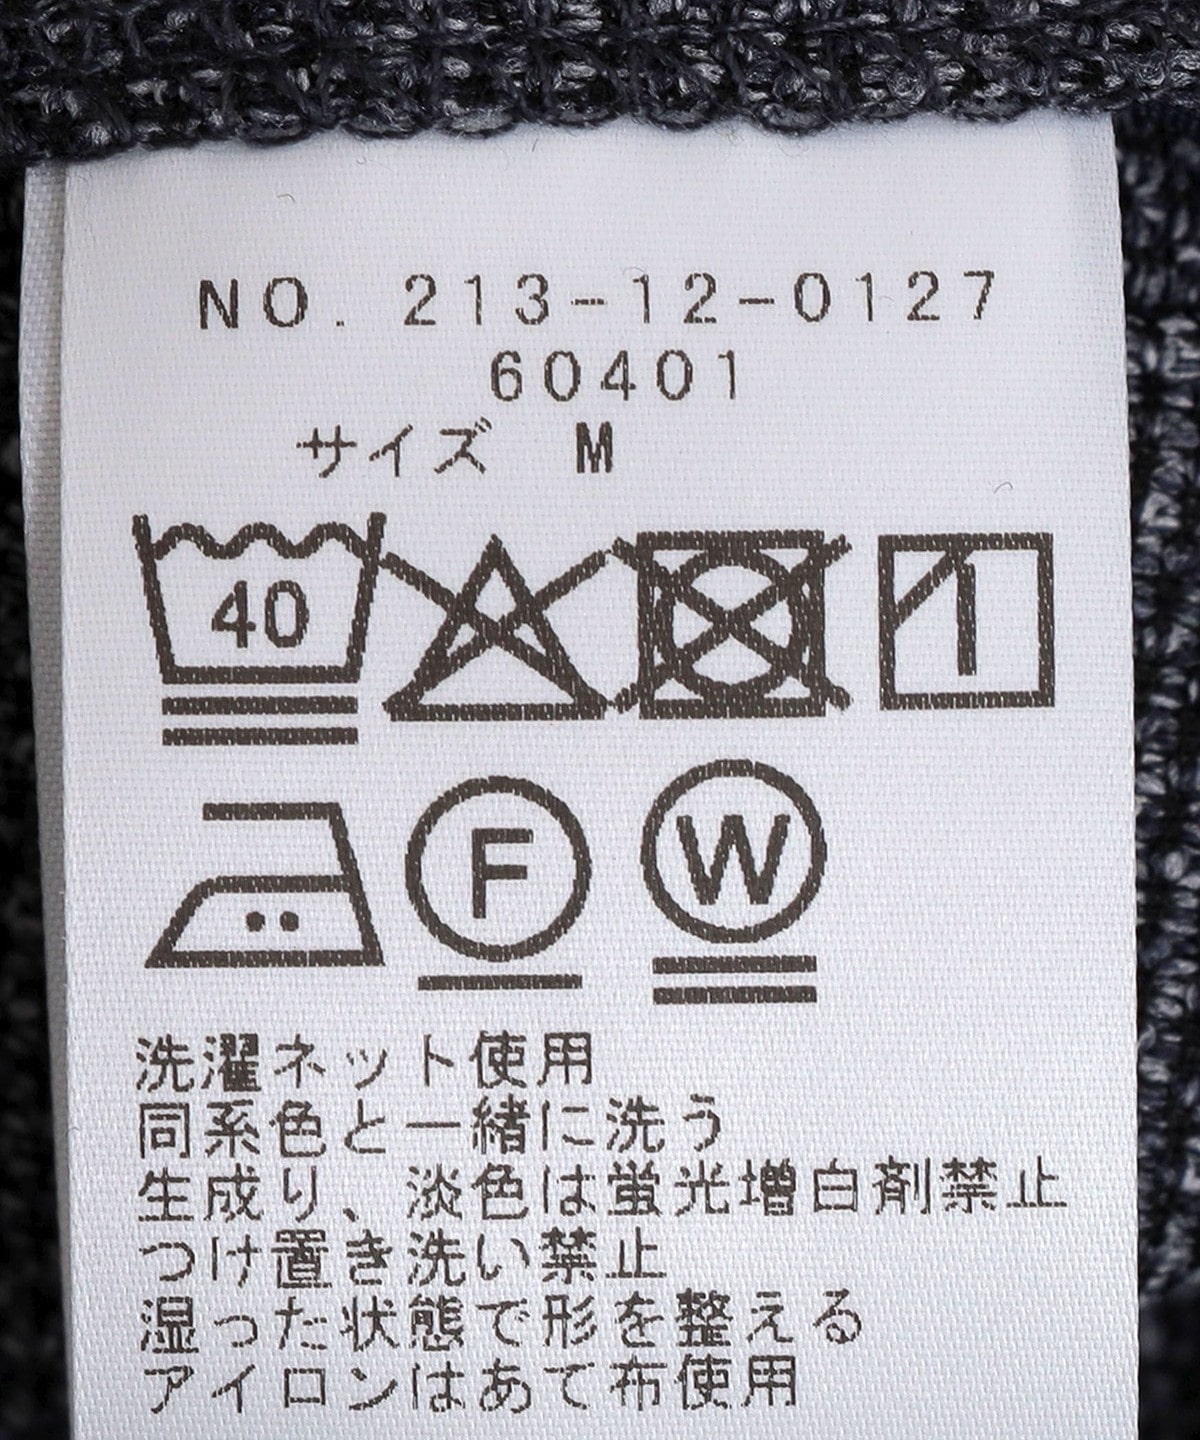 NO. 213-12-0127
60401
サイズ M
40
F W
洗濯ネット使用
同系色と一緒に洗う
生成り、淡色は蛍光増白剤禁止
つけ置き洗い禁止
湿った状態で形を整える
アイロンはあて布使用